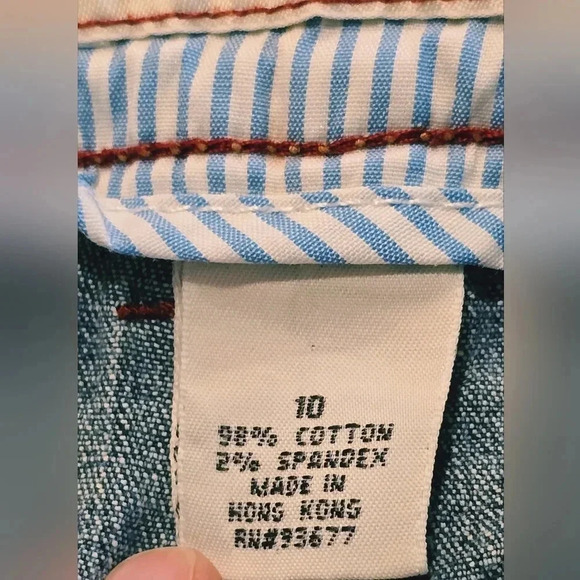 10
98% COTTON
2% SPANDEX
MADE IN
HONG KONG
RN#93677